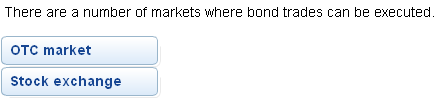 There are a number of markets where bond trades can be executed.
OTC market
Stock exchange